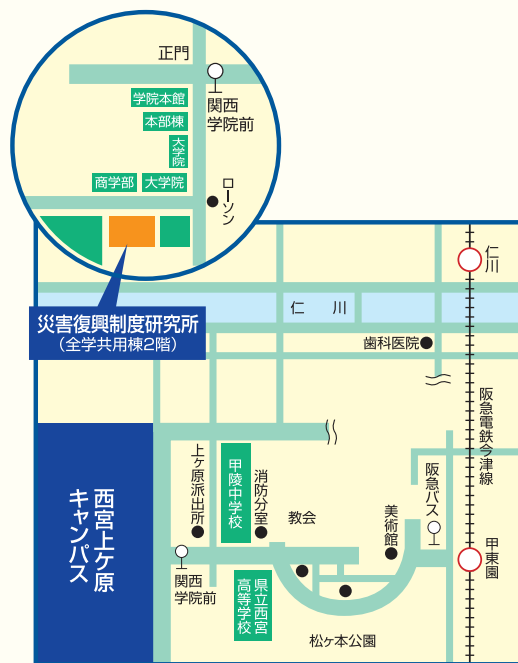 正門
関西
学院前
学院本館
本部棟
大学院
商学部
大学院
ローソン
災害復興制度研究所
（全学共用棟2階）
仁川
仁川
歯科医院
阪急電鉄今津線
西宮上ケ原
キャンパス
上ケ原派出所
甲陵中学校
消防分室
教会
美術館
阪急バス
甲東園
関西
学院前
県立西宮
高等学校
松ケ本公園